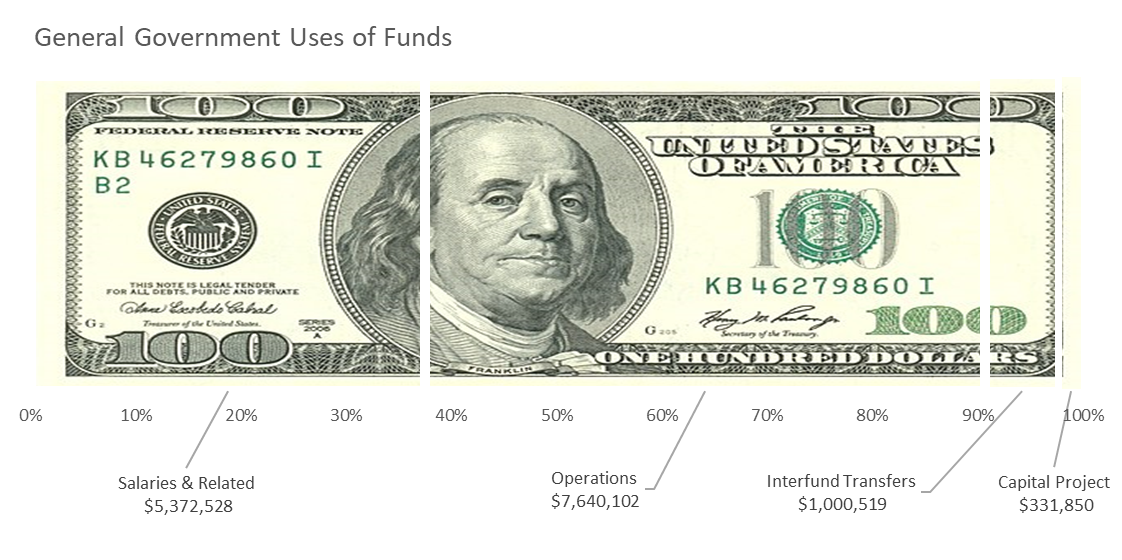 General Government Uses of Funds
100 100
FEDERAL RESERVE NOTE
THE
UNITED STATES
OF AMERICA
KB 46279860 I
B2
100
THIS NOTE IS LEGAL TENDER
FOR ALL DEBTS, PUBLIC AND PRIVATE
KB 46279860 I
Treasurer of the United States.
SERIES
2006
A
G 205
Secretary of the Treasury.
100
G 2
100
FRANKLIN
ONE HUNDRED DOLLARS
0% 10% 20% 30% 40% 50% 60% 70% 80% 90% 100%
Salaries & Related
$5,372,528
Operations
$7,640,102
Interfund Transfers
$1,000,519
Capital Project
$331,850